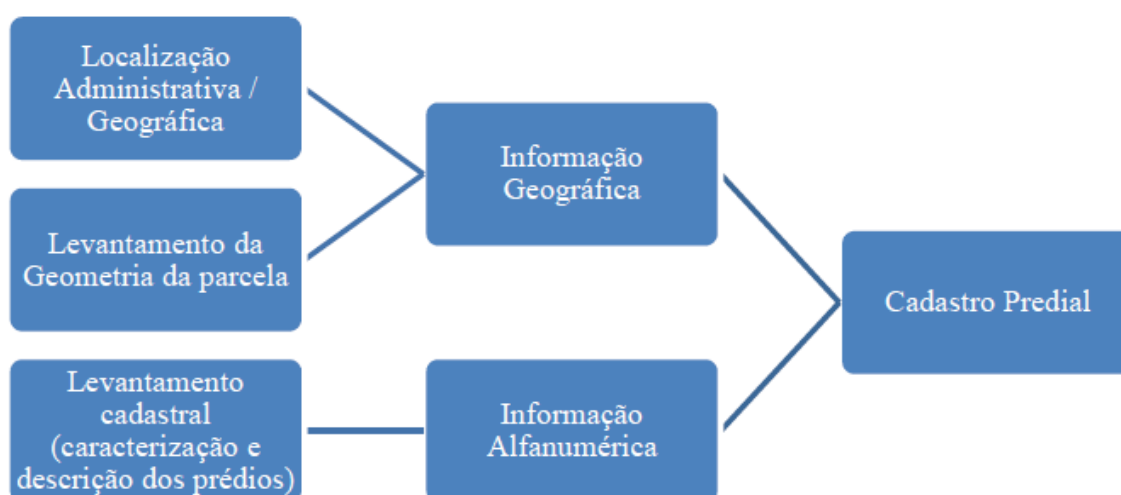 Localização
Administrativa /
Geográfica
Levantamento da
Geometria da parcela
Levantamento
cadastral
(caracterização e
descrição dos prédios)
Informação
Geográfica
Informação
Alfanumérica
Cadastro Predial